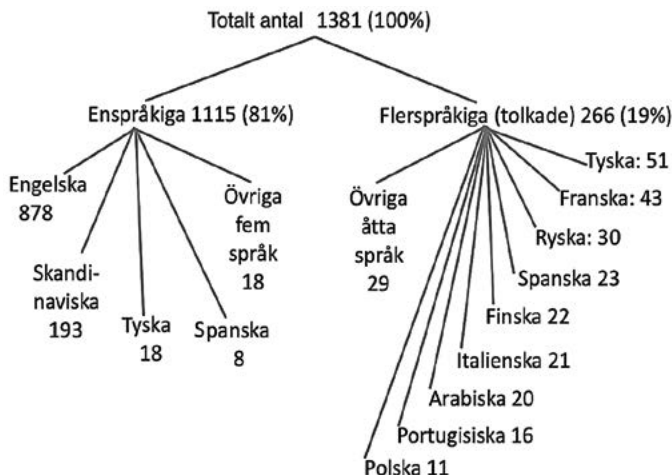 Totalt antal 1381 (100%)
Enspråkiga 1115 (81%)
Flerspråkiga (tolkade) 266 (19%)
Engelska
878
Skandi-
naviska
193
Tyska
18
Spanska
8
Övriga
fem
språk
18
Övriga
åtta
språk
29
Tyska: 51
Franska: 43
Ryska: 30
Spanska 23
Finska 22
Italienska 21
Arabiska 20
Portugisiska 16
Polska 11